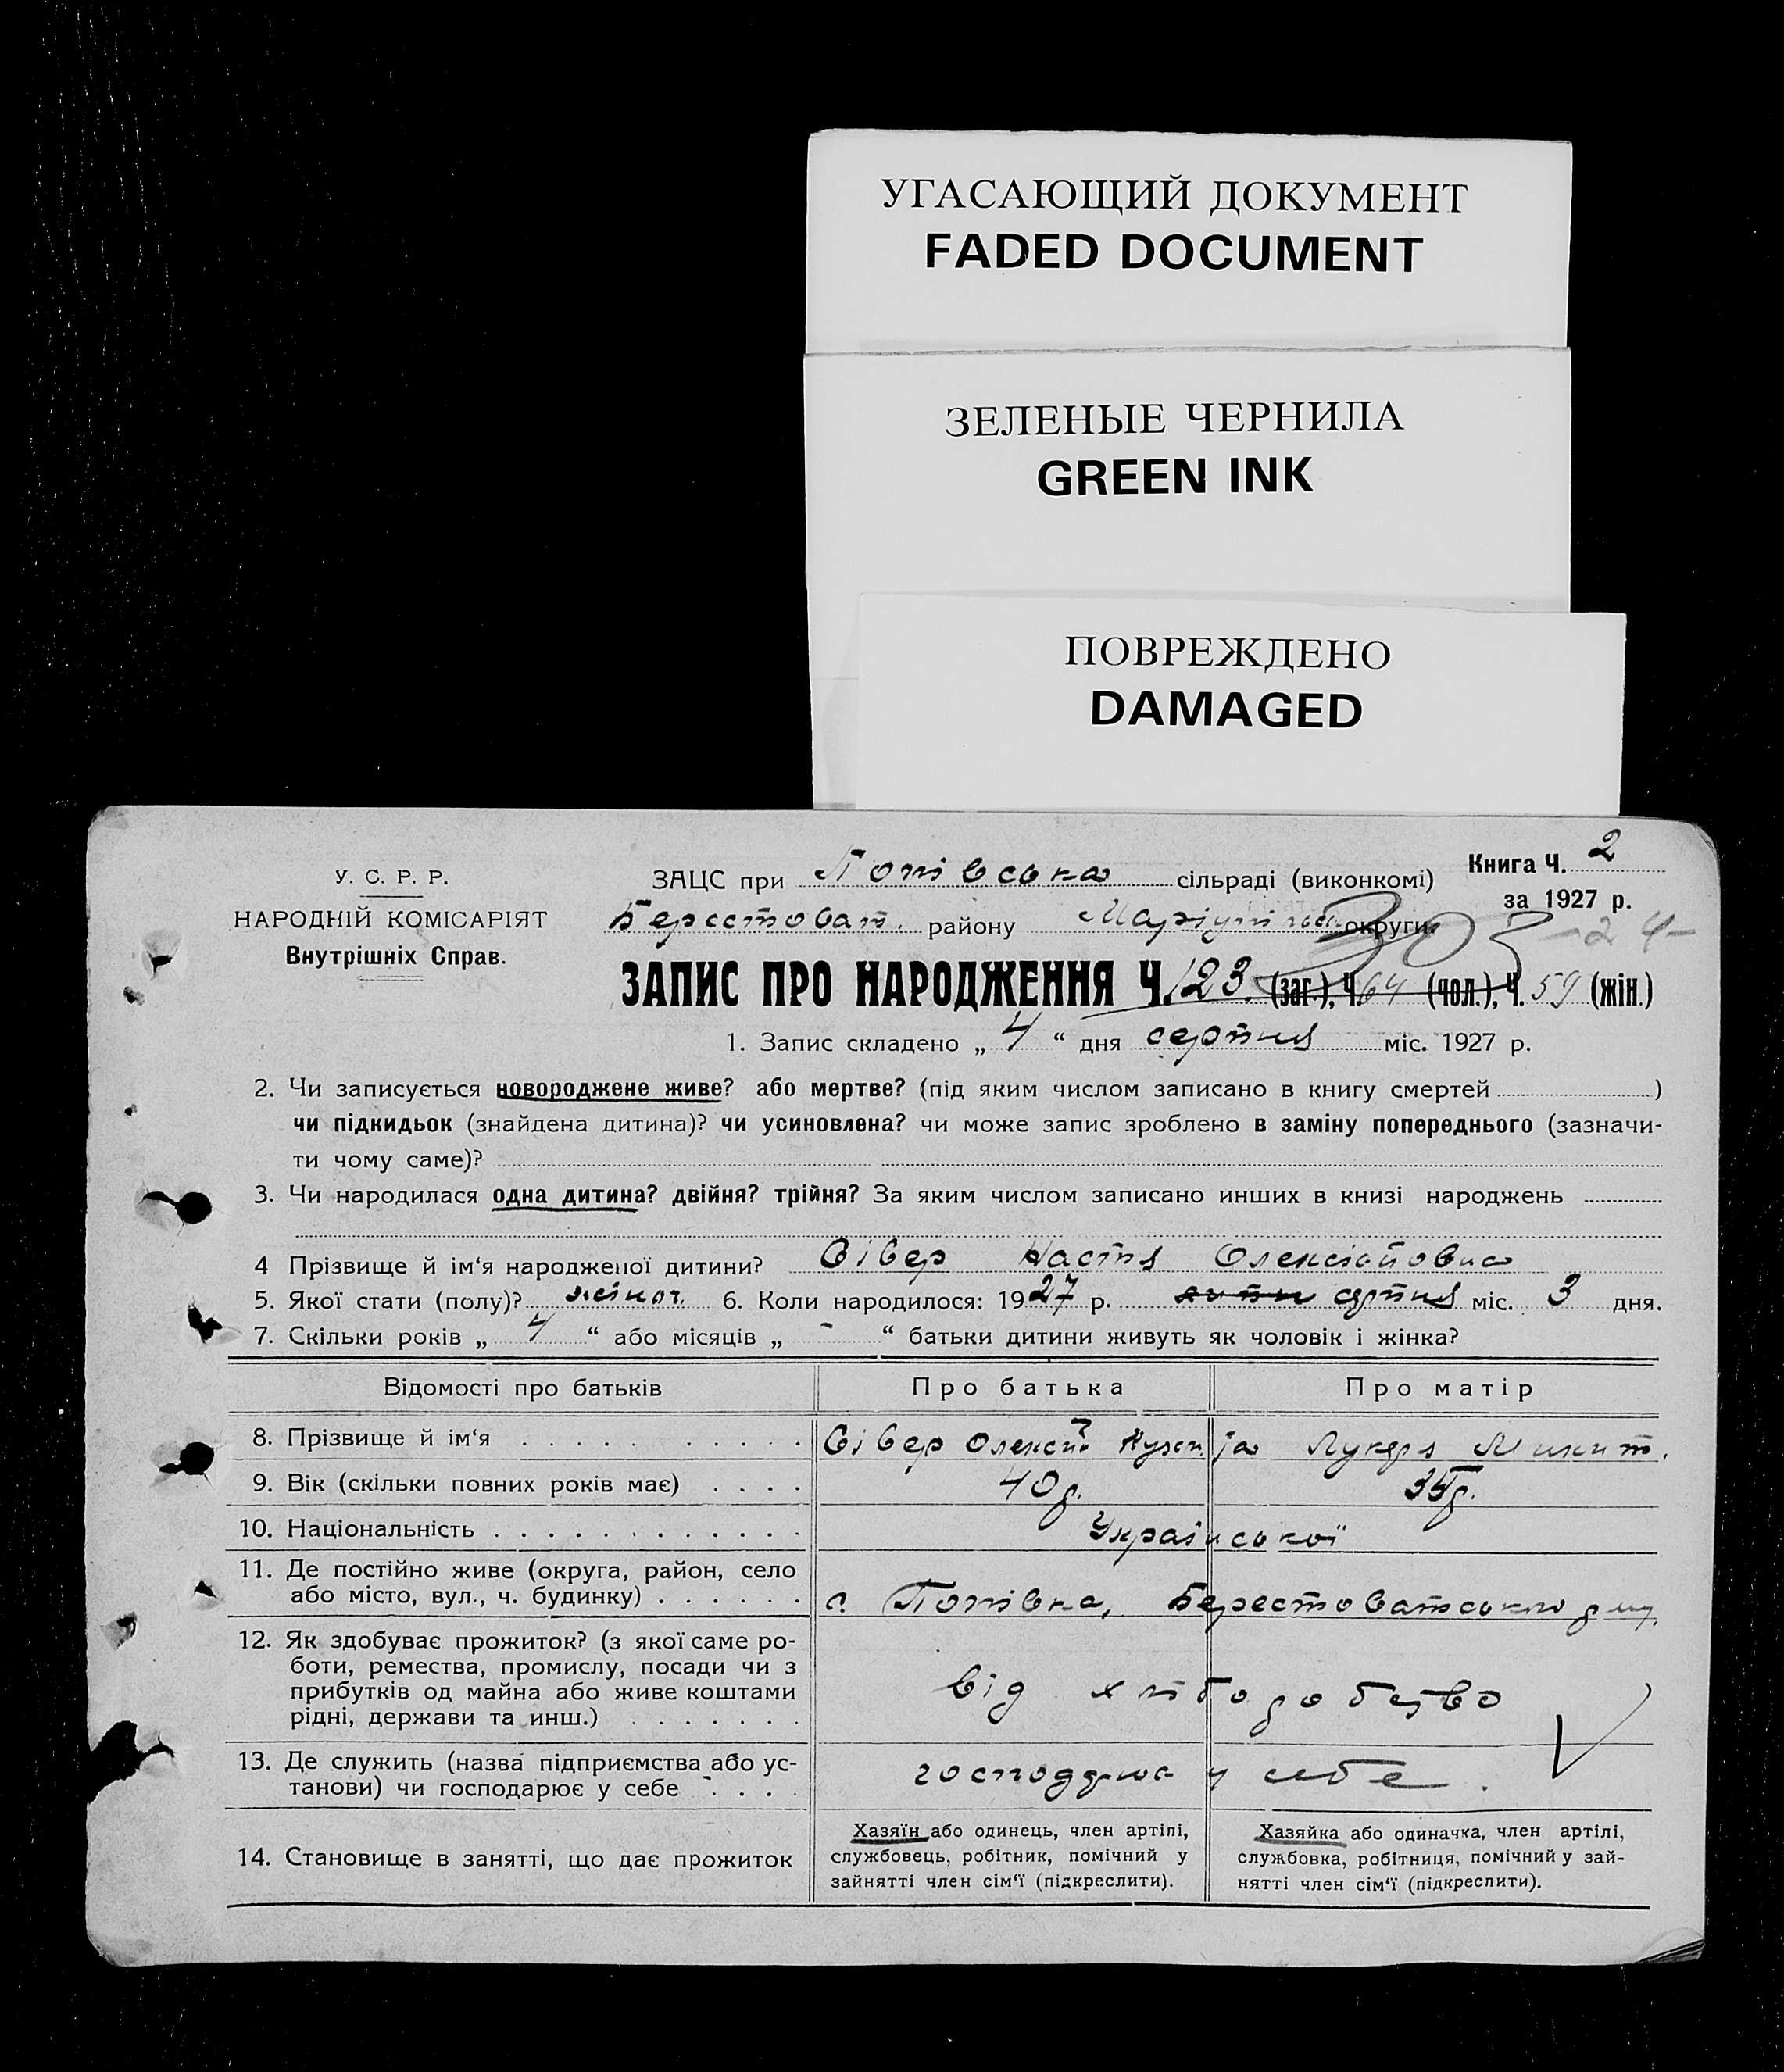 УГАСАЮЩИЙ ДОКУМЕНТ
FADED DOCUMENT
ЗЕЛЕНЫЕ ЧЕРНИЛА
GREEN INK
ПОВРЕЖДЕНО
DAMAGED
Книга Ч. 2
за 1927 р.
У. С. Р. Р.
НАРОДНІЙ КОМІСАРІЯТ
Внутрішніх Справ.
ЗАЦС при Попівська сільраді (виконкомі)
Берестоват. району Маріупільськ округи
303 -24-
ЗАПИС ПРО НАРОДЖЕННЯ Ч. 123. (заг.), Ч. 64 (чол.), Ч. 59 (жін.)
1. Запис складено „ 4 “ дня серпня міс. 1927 р.
2. Чи записується новороджене живе? або мертве? (під яким числом записано в книгу смертей )
чи підкидьок (знайдена дитина)? чи усиновлена? чи може запис зроблено в заміну попереднього (зазначи-
ти чому саме)?
3. Чи народилася одна дитина? двійня? трійня? За яким числом записано инших в книзі народжень
4 Прізвище й ім‘я народженої дитини? Сівер Настя Олексіївна
5. Якої стати (полу)? жіноч. 6. Коли народилося: 1927 р. серпня міс. 3 дня.
7. Скільки років „ 4 “ або місяців „ - “ батьки дитини живуть як чоловік і жінка?
Відомості про батьків Про батька Про матір
8. Прізвище й ім‘я Сівер Олексій Лукеря Микит.
9. Вік (скільки повних років має) 40 р. 35 р.
10. Національність Української
11. Де постійно живе (округа, район, село
або місто, вул., ч. будинку) с. Попівка, Берестоватського р-ну.
12. Як здобуває прожиток? (з якої саме ро-
боти, ремества, промислу, посади чи з
прибутків од майна або живе коштами
рідні, держави та инш.) від хліборобства
13. Де служить (назва підприємства або ус-
танови) чи господарює у себе господарює у себе.
14. Становище в занятті, що дає прожиток
Хазяїн або одинець, член артілі,
службовець, робітник, помічний у
зайнятті член сім‘ї (підкреслити).
Хазяйка або одиначка, член артілі,
службовка, робітниця, помічний у зай-
нятті член сім‘ї (підкреслити).